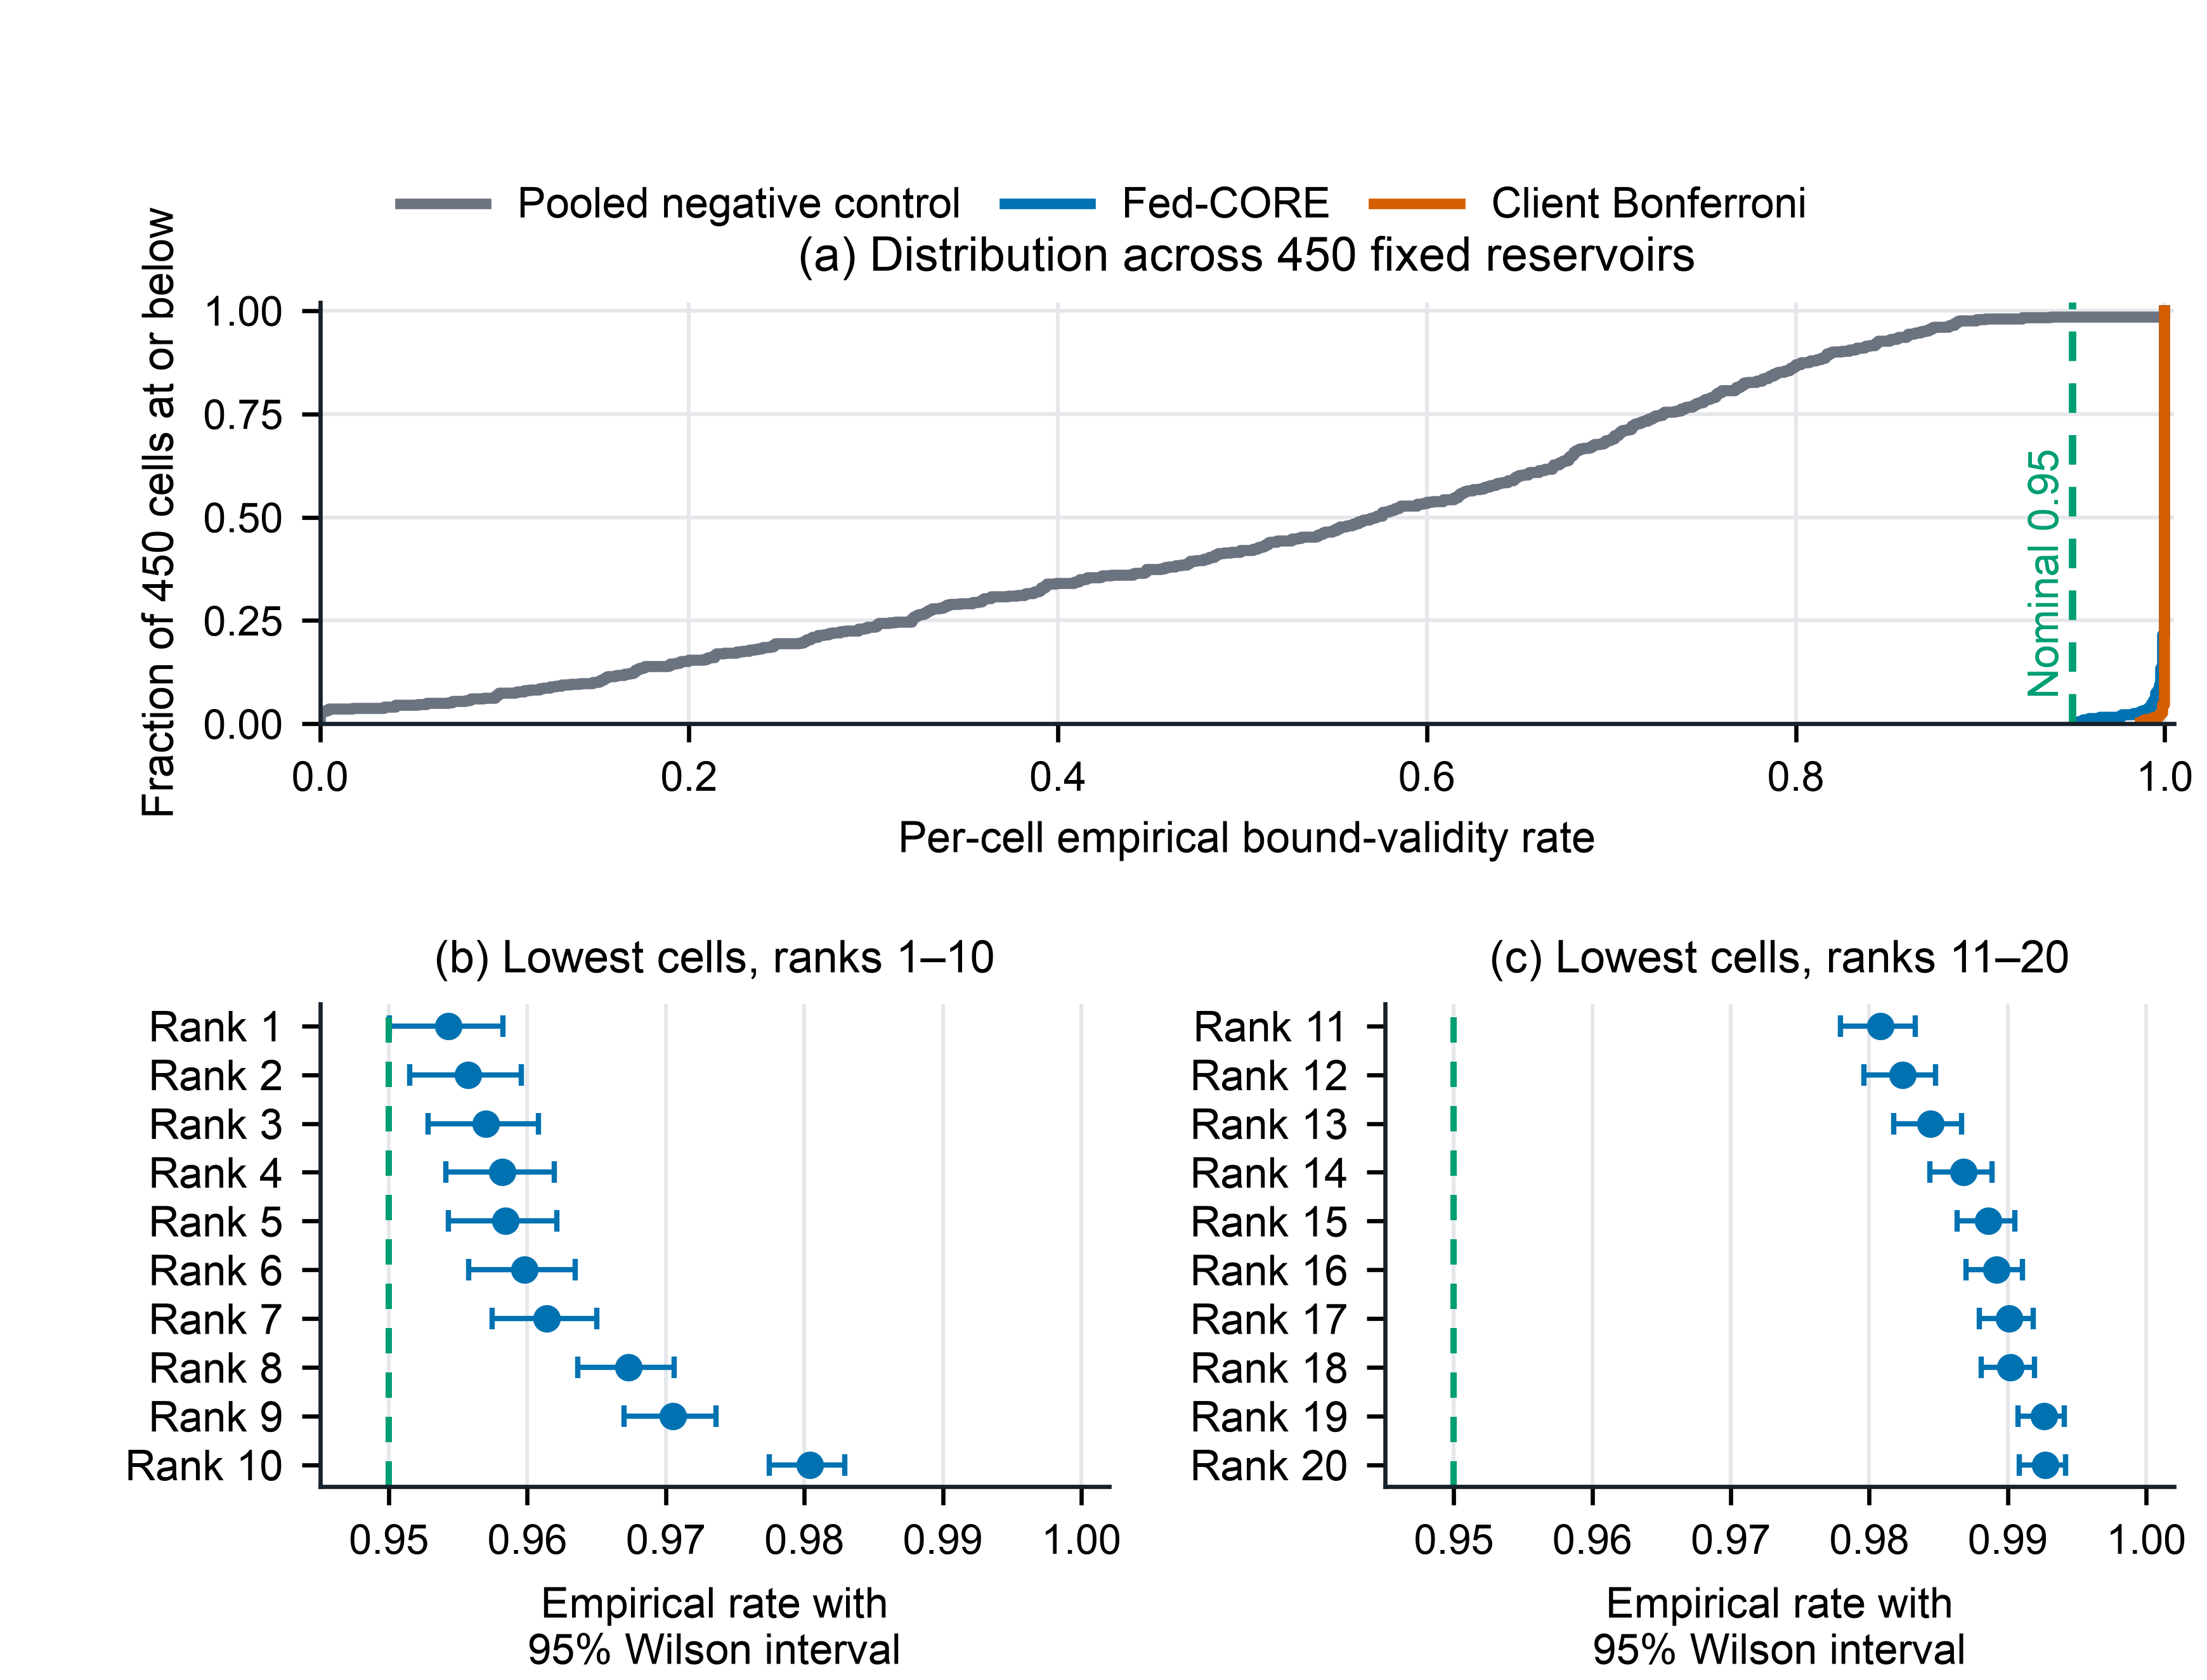 Pooled negative control
Fed-CORE
Client Bonferroni
(a) Distribution across 450 fixed reservoirs
Fraction of 450 cells at or below
1.00
0.75
0.50
0.25
0.00
Nominal 0.95
0.0
0.2
0.4
0.6
0.8
1.0
Per-cell empirical bound-validity rate
(b) Lowest cells, ranks 1–10
Rank 1
Rank 2
Rank 3
Rank 4
Rank 5
Rank 6
Rank 7
Rank 8
Rank 9
Rank 10
0.95
0.96
0.97
0.98
0.99
1.00
Empirical rate with
95% Wilson interval
(c) Lowest cells, ranks 11–20
Rank 11
Rank 12
Rank 13
Rank 14
Rank 15
Rank 16
Rank 17
Rank 18
Rank 19
Rank 20
0.95
0.96
0.97
0.98
0.99
1.00
Empirical rate with
95% Wilson interval